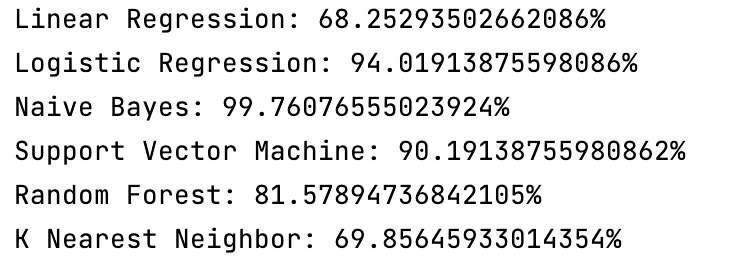 Linear Regression: 68.25293502662086%
Logistic Regression: 94.01913875598086%
Naive Bayes: 99.76076555023924%
Support Vector Machine: 90.19138755980862%
Random Forest: 81.57894736842105%
K Nearest Neighbor: 69.85645933014354%